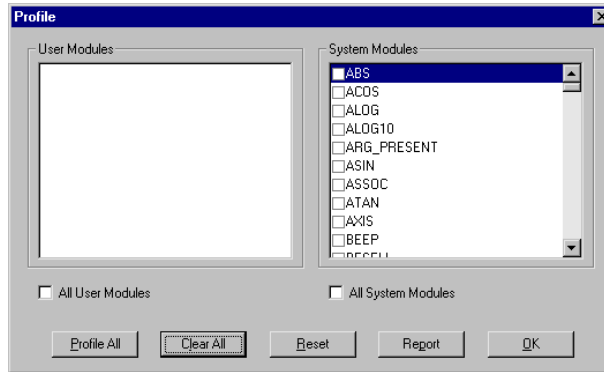 Profile
User Modules
System Modules
ABS
ACOS
ALOG
ALOG10
ARG_PRESENT
ASIN
ASSOC
ATAN
AXIS
BEEP
All User Modules
All System Modules
Profile All
Clear All
Reset
Report
OK